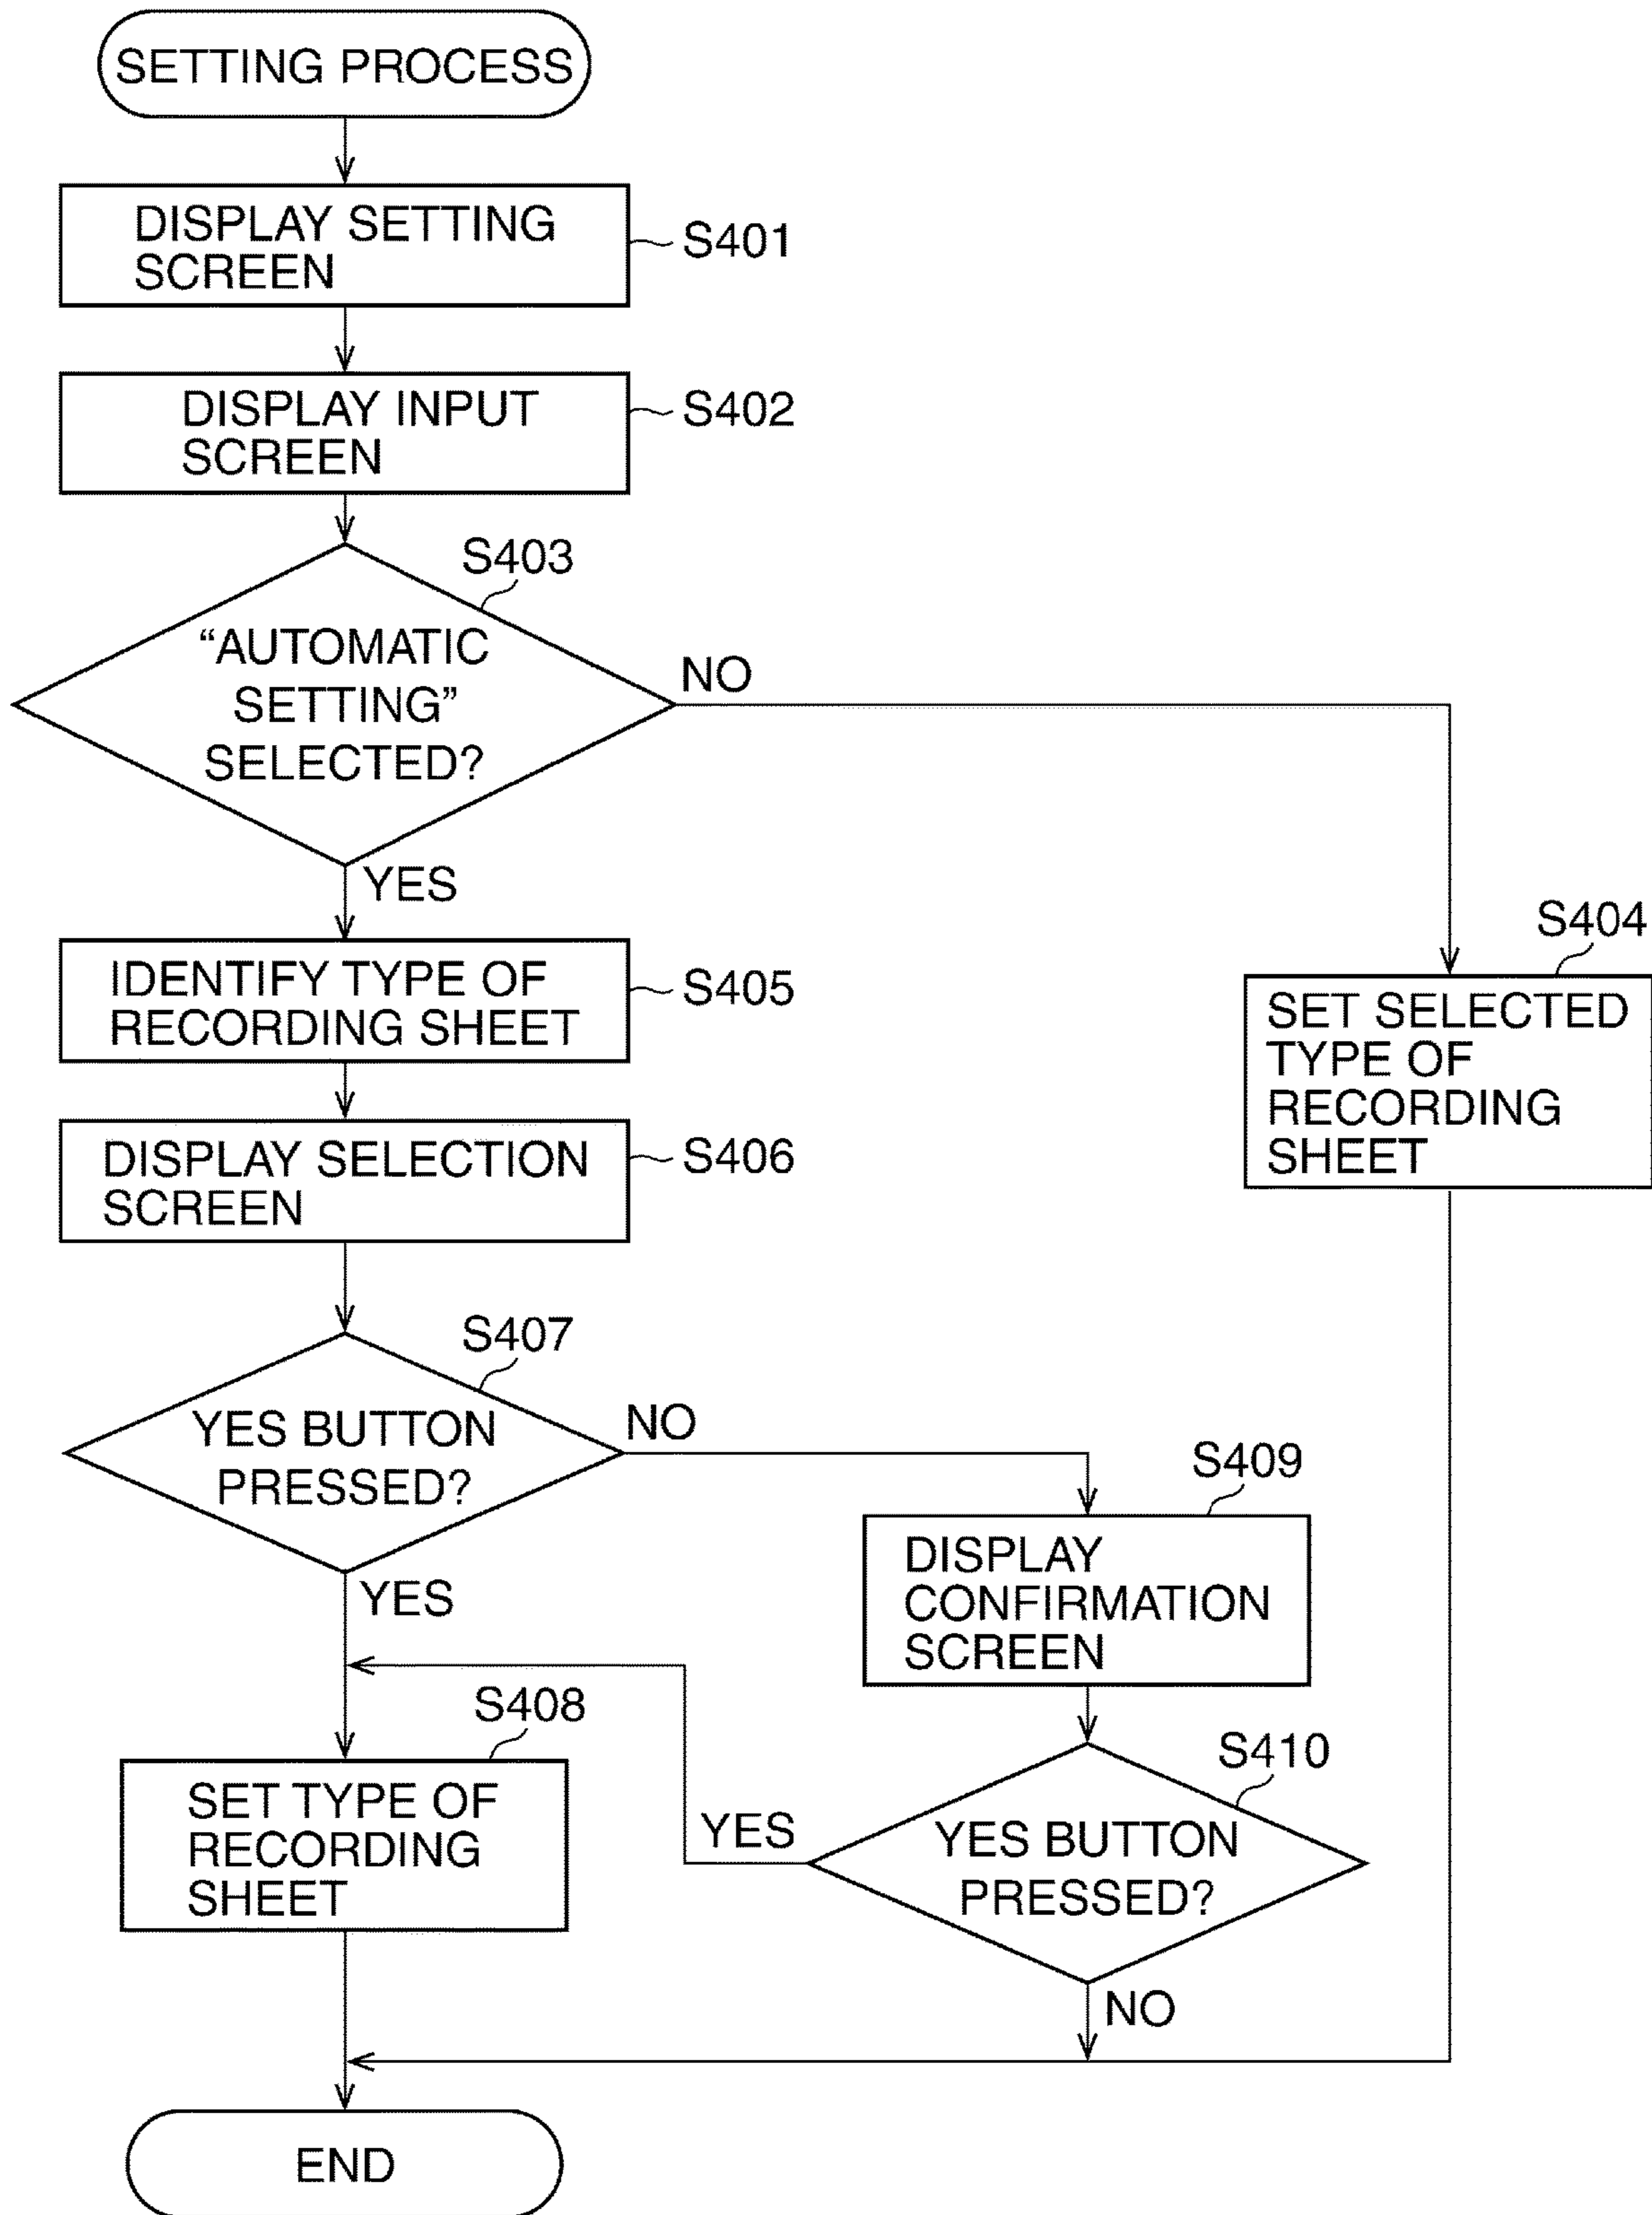 SETTING PROCESS
DISPLAY SETTING
SCREEN
S401
DISPLAY INPUT
SCREEN
S402
S403
“AUTOMATIC
SETTING”
SELECTED?
NO
YES
S404
SET SELECTED
TYPE OF
RECORDING
SHEET
IDENTIFY TYPE OF
RECORDING SHEET
S405
DISPLAY SELECTION
SCREEN
S406
S407
YES BUTTON
PRESSED?
NO
YES
S409
DISPLAY
CONFIRMATION
SCREEN
S408
SET TYPE OF
RECORDING
SHEET
S410
YES BUTTON
PRESSED?
YES
NO
END